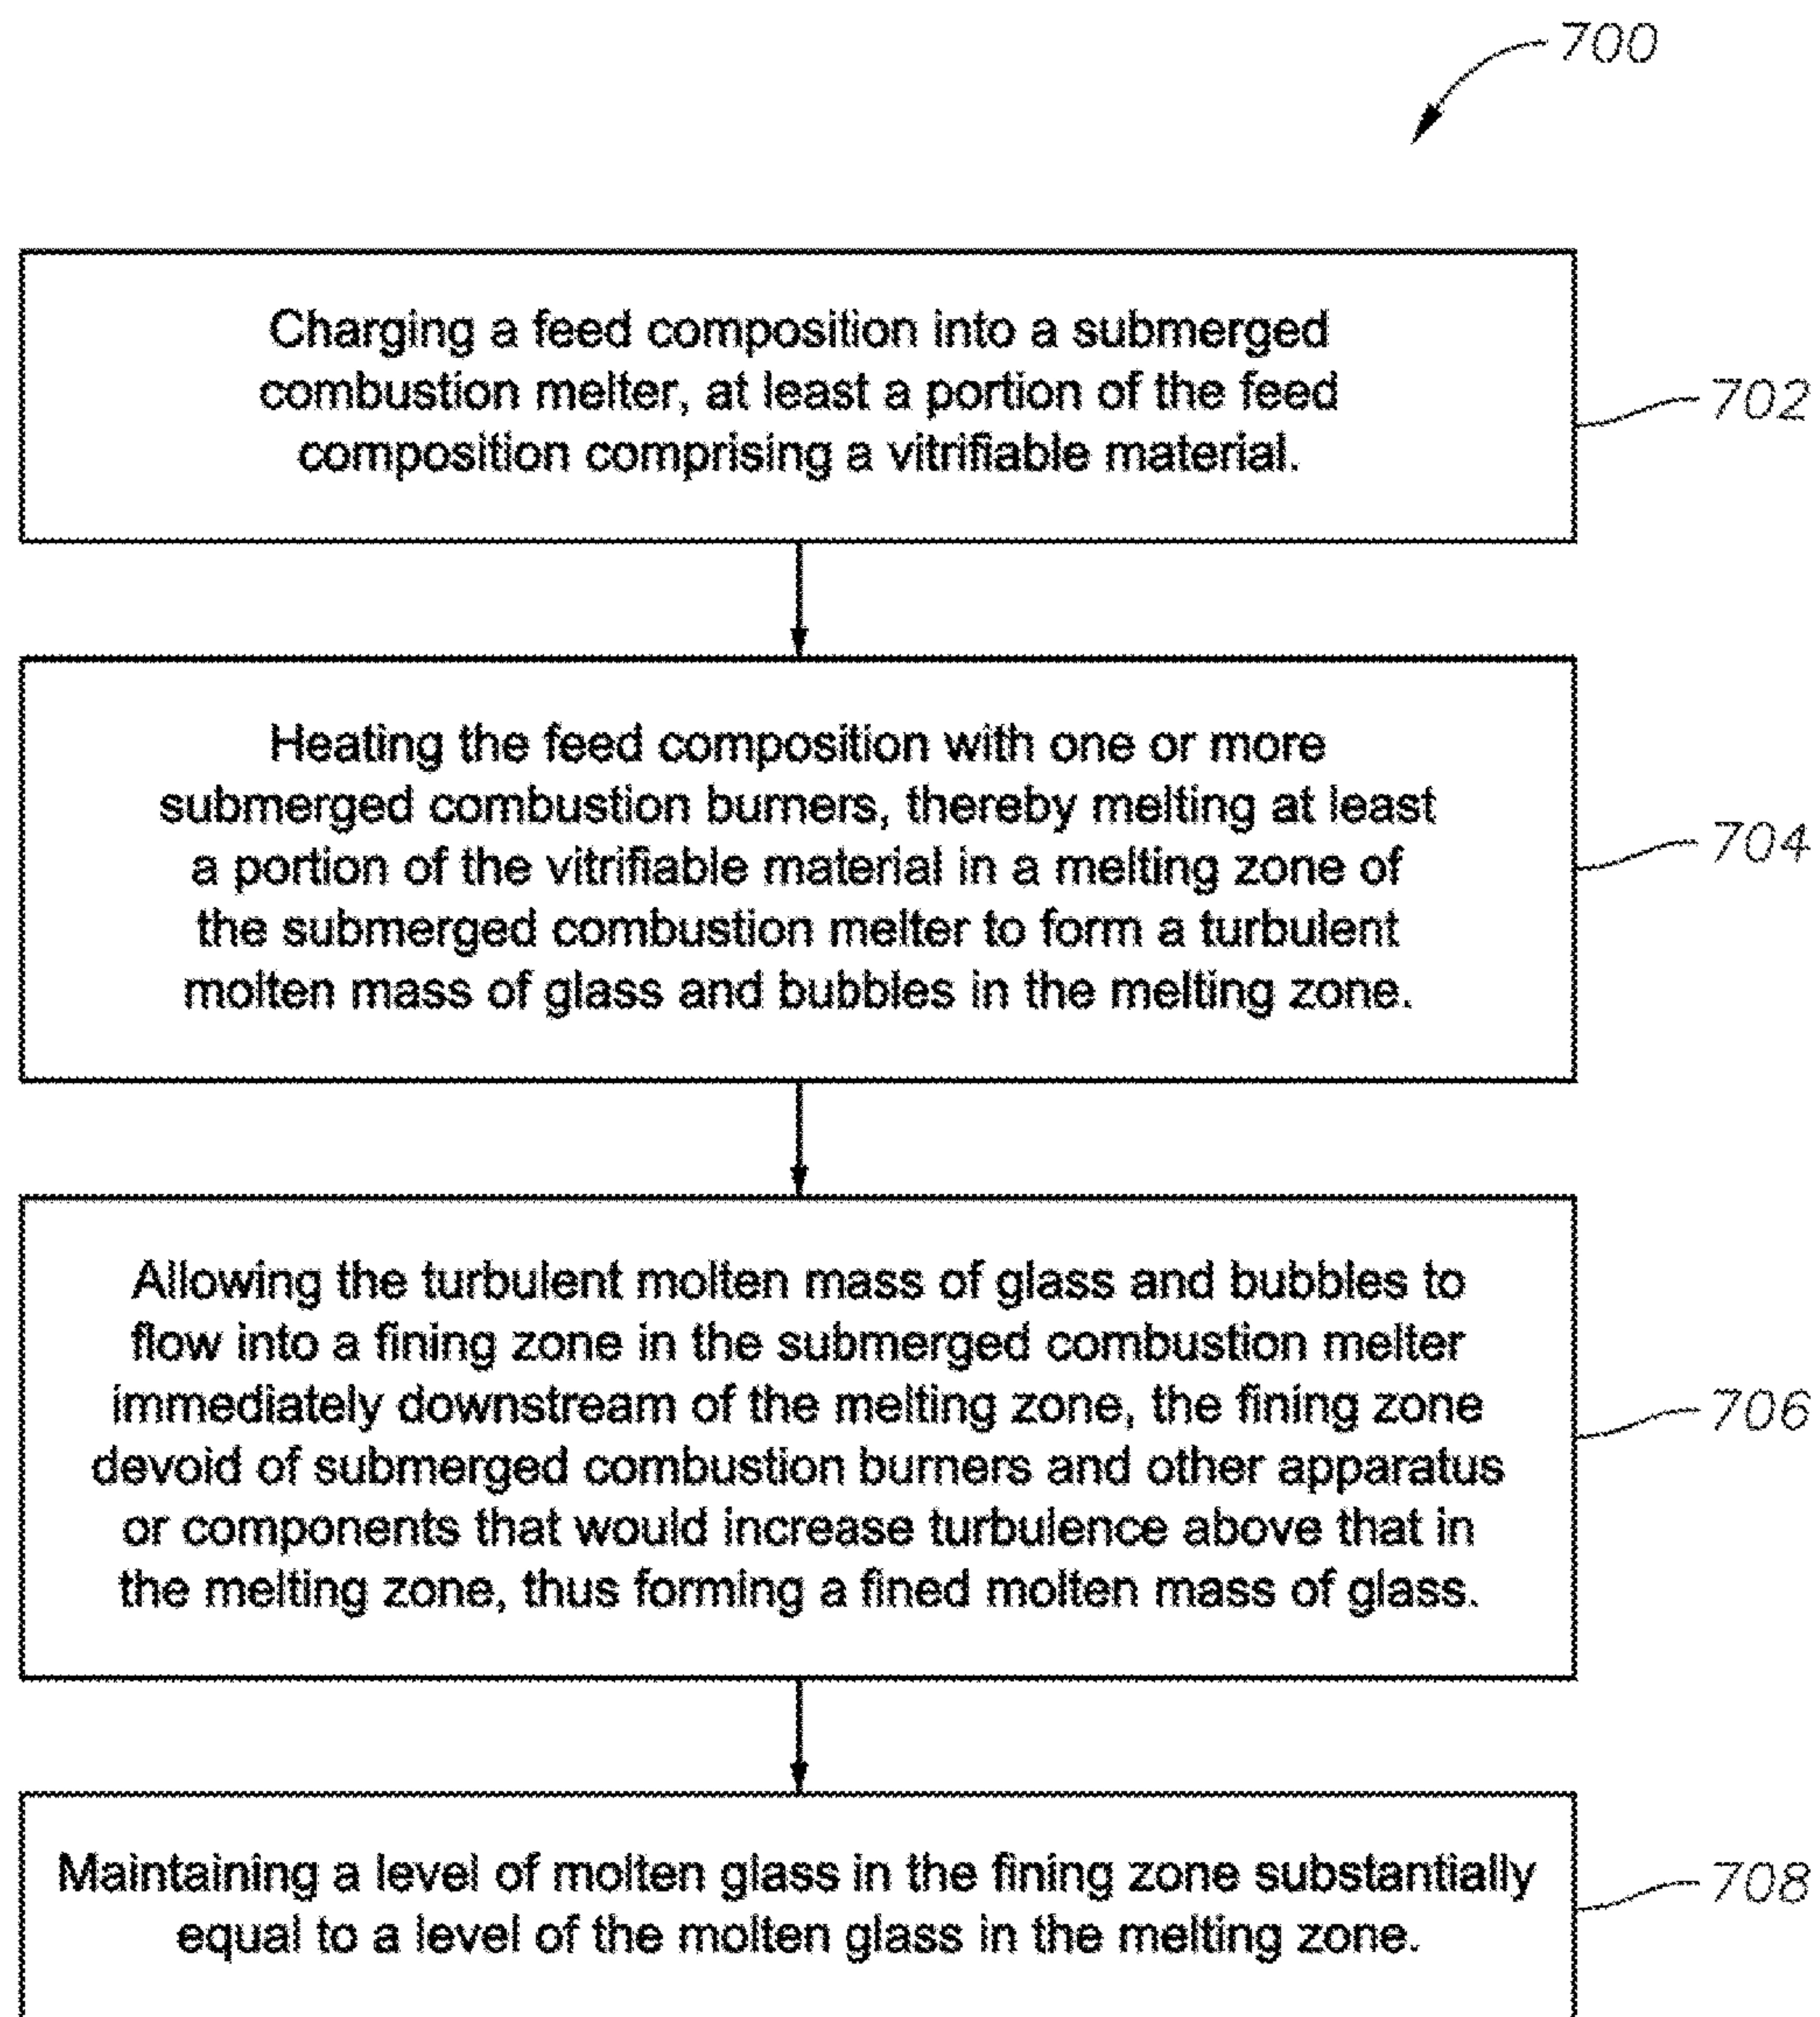 700
Charging a feed composition into a submerged
combustion melter, at least a portion of the feed
composition comprising a vitrifiable material.
702
Heating the feed composition with one or more
submerged combustion burners, thereby melting at least
a portion of the vitrifiable material in a melting zone of
the submerged combustion melter to form a turbulent
molten mass of glass and bubbles in the melting zone.
704
Allowing the turbulent molten mass of glass and bubbles to
flow into a fining zone in the submerged combustion melter
immediately downstream of the melting zone, the fining zone
devoid of submerged combustion burners and other apparatus
or components that would increase turbulence above that in
the melting zone, thus forming a fined molten mass of glass.
706
Maintaining a level of molten glass in the fining zone substantially
equal to a level of the molten glass in the melting zone.
708